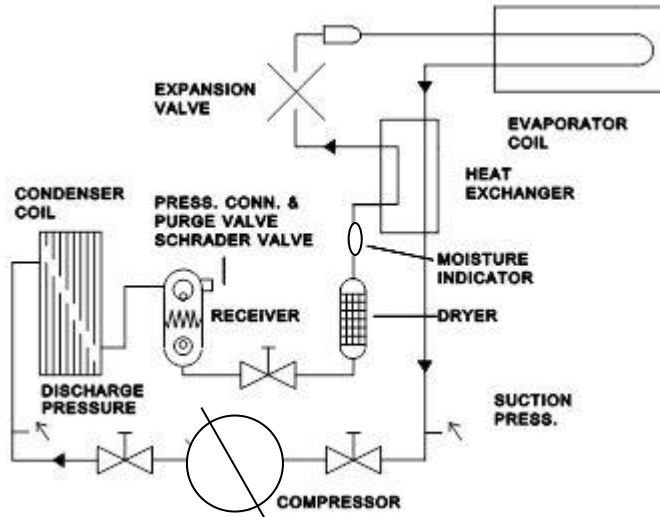 EXPANSION
VALVE
EVAPORATOR
COIL
HEAT
EXCHANGER
CONDENSER
COIL
PRESS. CONN. &
PURGE VALVE
SCHRADER VALVE
MOISTURE
INDICATOR
RECEIVER
DRYER
DISCHARGE
PRESSURE
SUCTION
PRESS.
COMPRESSOR